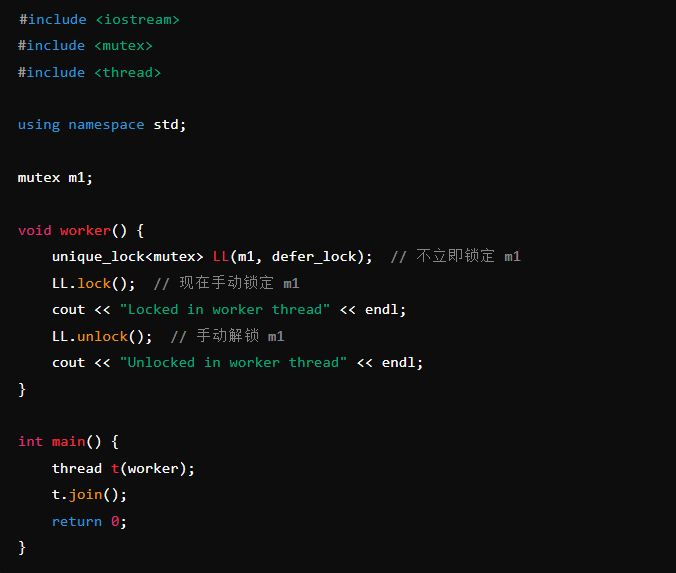 #include <iostream>
#include <mutex>
#include <thread>
using namespace std;
mutex m1;
void worker() {
    unique_lock<mutex> LL(m1, defer_lock);  // 不立即锁定 m1
    LL.lock();  // 现在手动锁定 m1
    cout << "Locked in worker thread" << endl;
    LL.unlock();  // 手动解锁 m1
    cout << "Unlocked in worker thread" << endl;
}
int main() {
    thread t(worker);
    t.join();
    return 0;
}